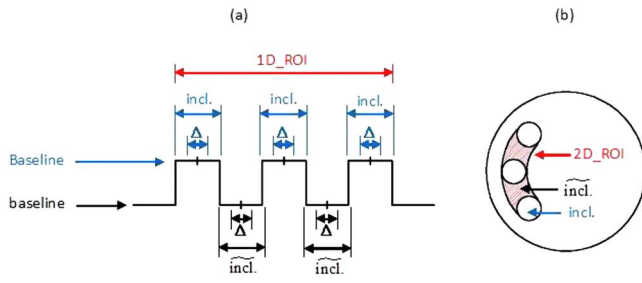 (a)
(b)
1D_ROI
incl. incl. incl.
Δ Δ Δ
Baseline
baseline
Δ Δ
incl. incl.
2D_ROI
incl.
incl.